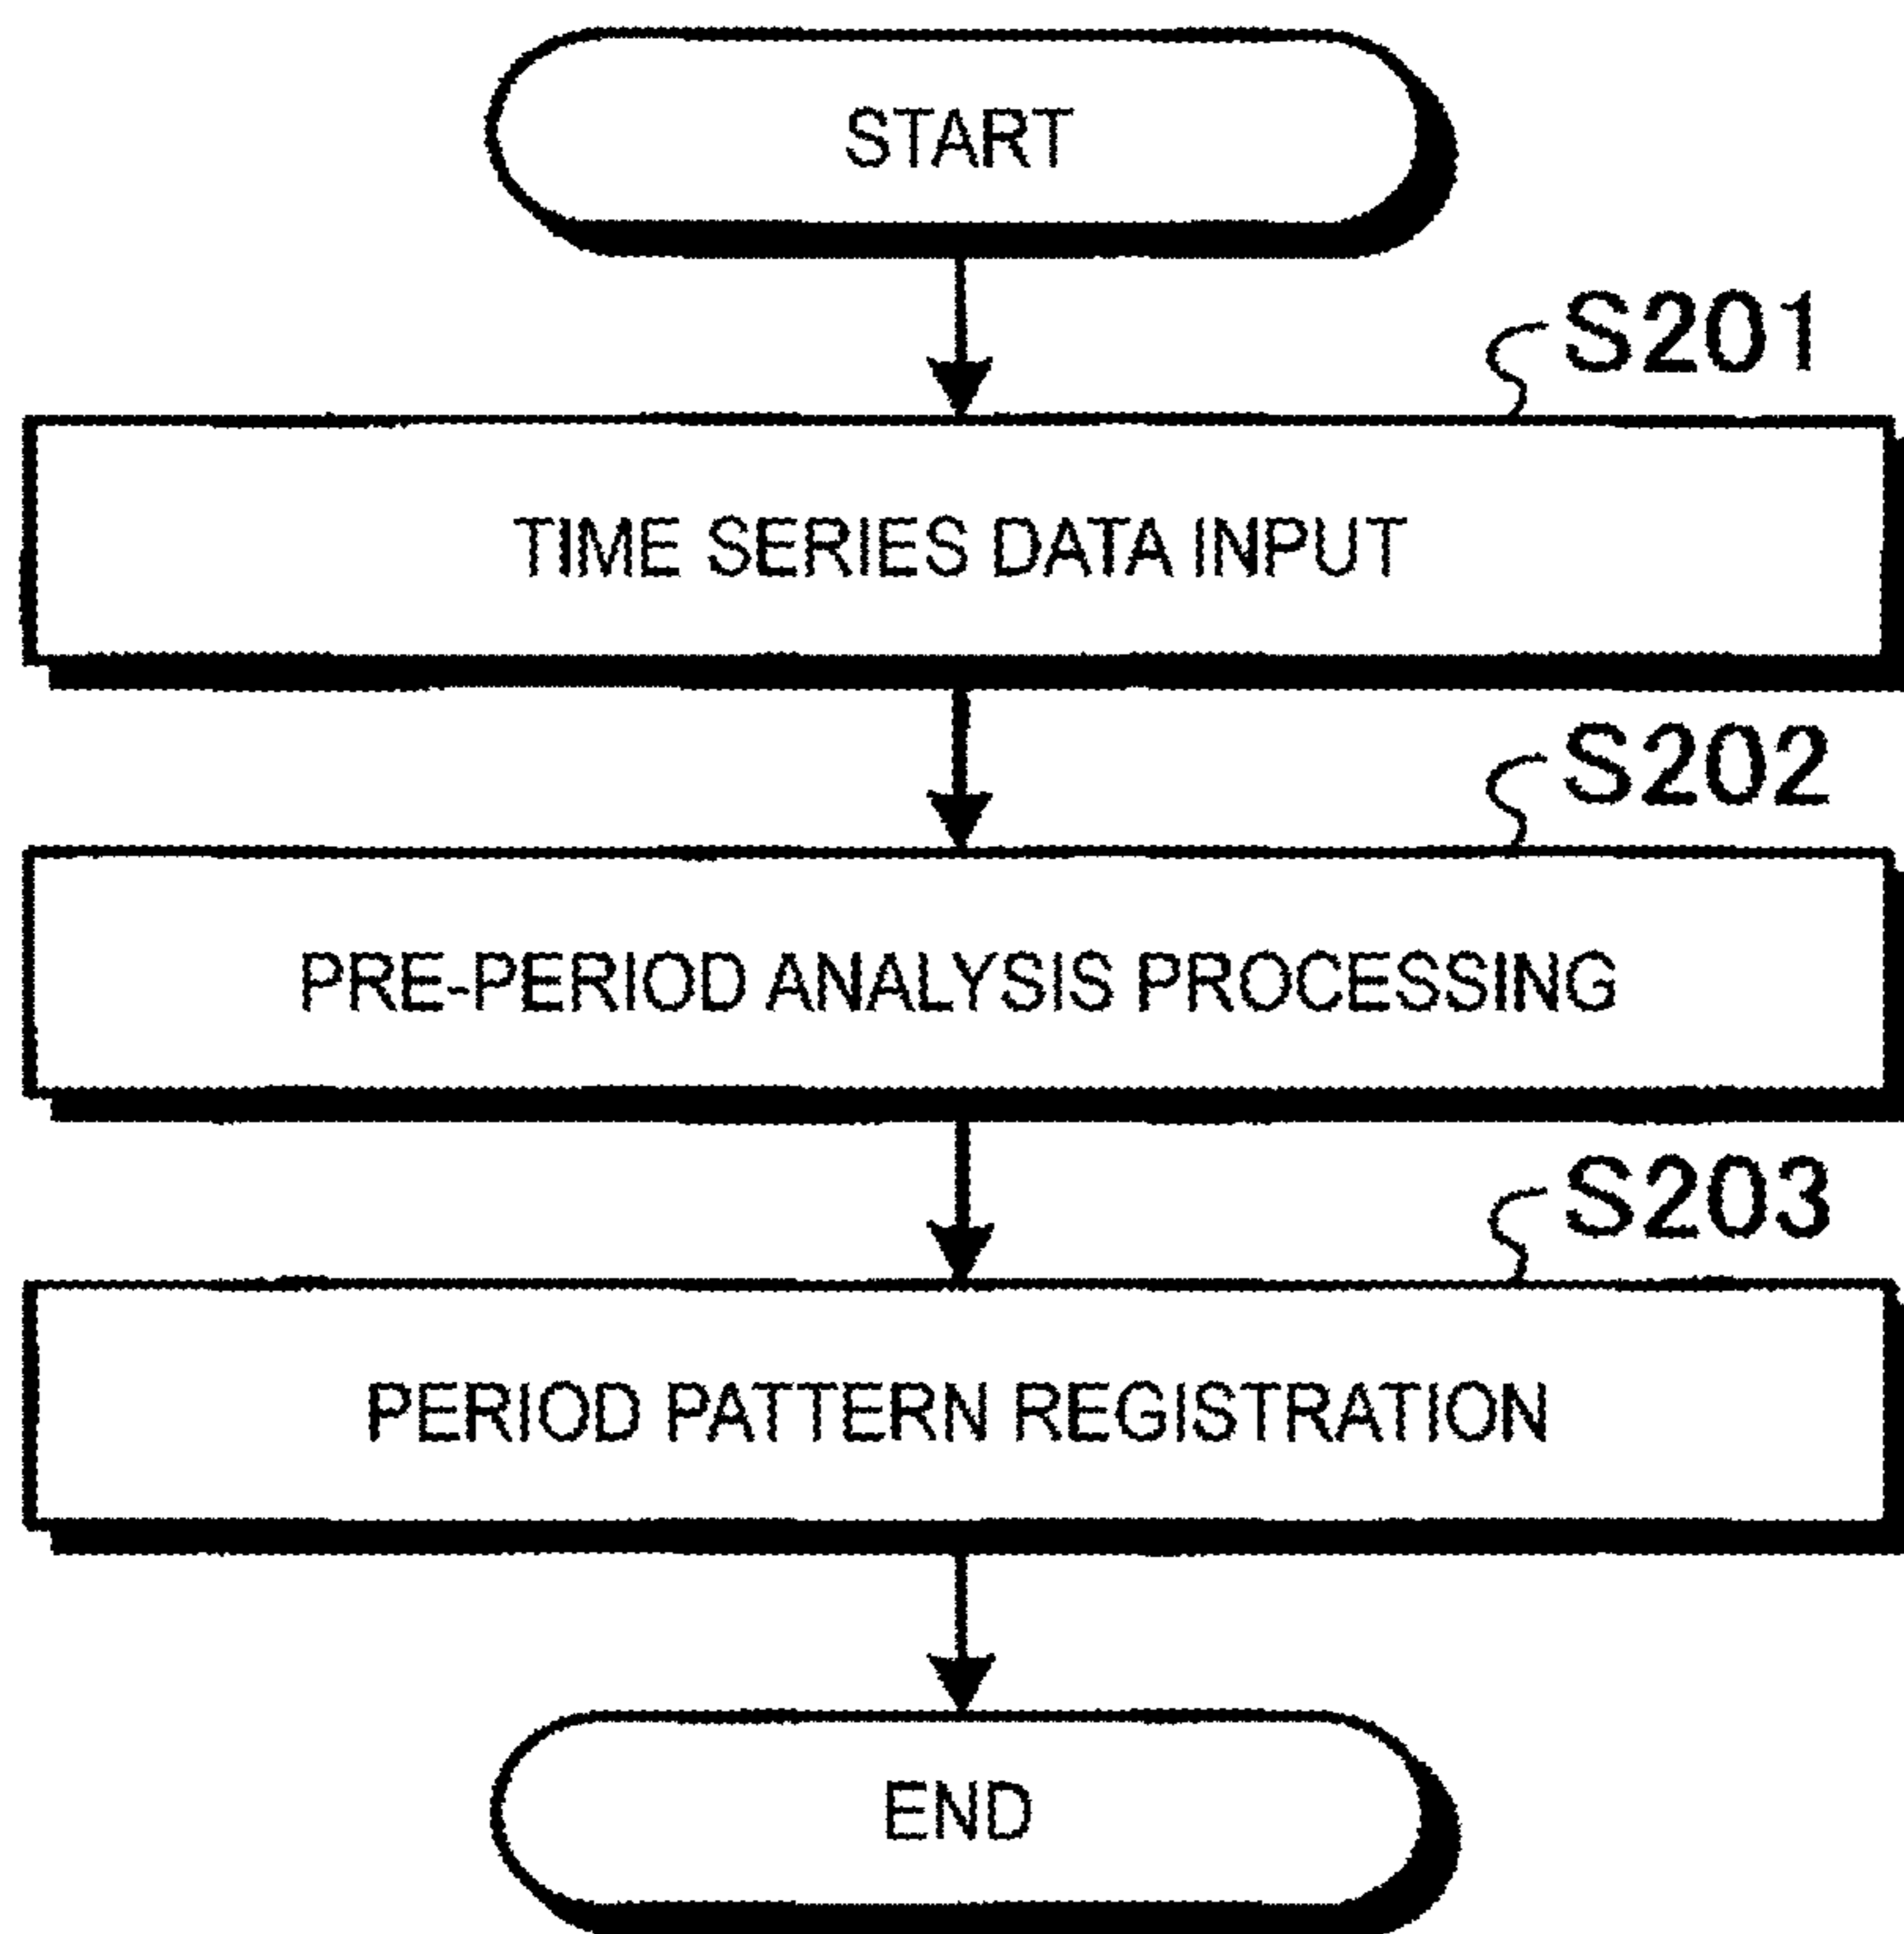 START
S201
TIME SERIES DATA INPUT
S202
PRE-PERIOD ANALYSIS PROCESSING
S203
PERIOD PATTERN REGISTRATION
END